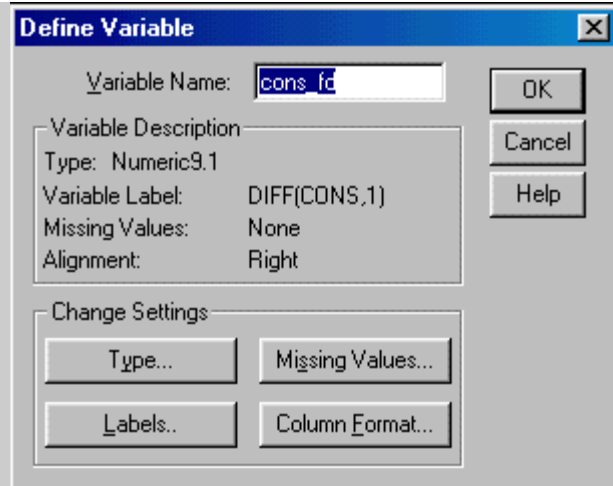 Define Variable
Variable Name: cons_fd
OK
Cancel
Help
Variable Description
Type: Numeric9.1
Variable Label: DIFF(CONS,1)
Missing Values: None
Alignment: Right
Change Settings
Type...
Missing Values...
Labels..
Column Format...